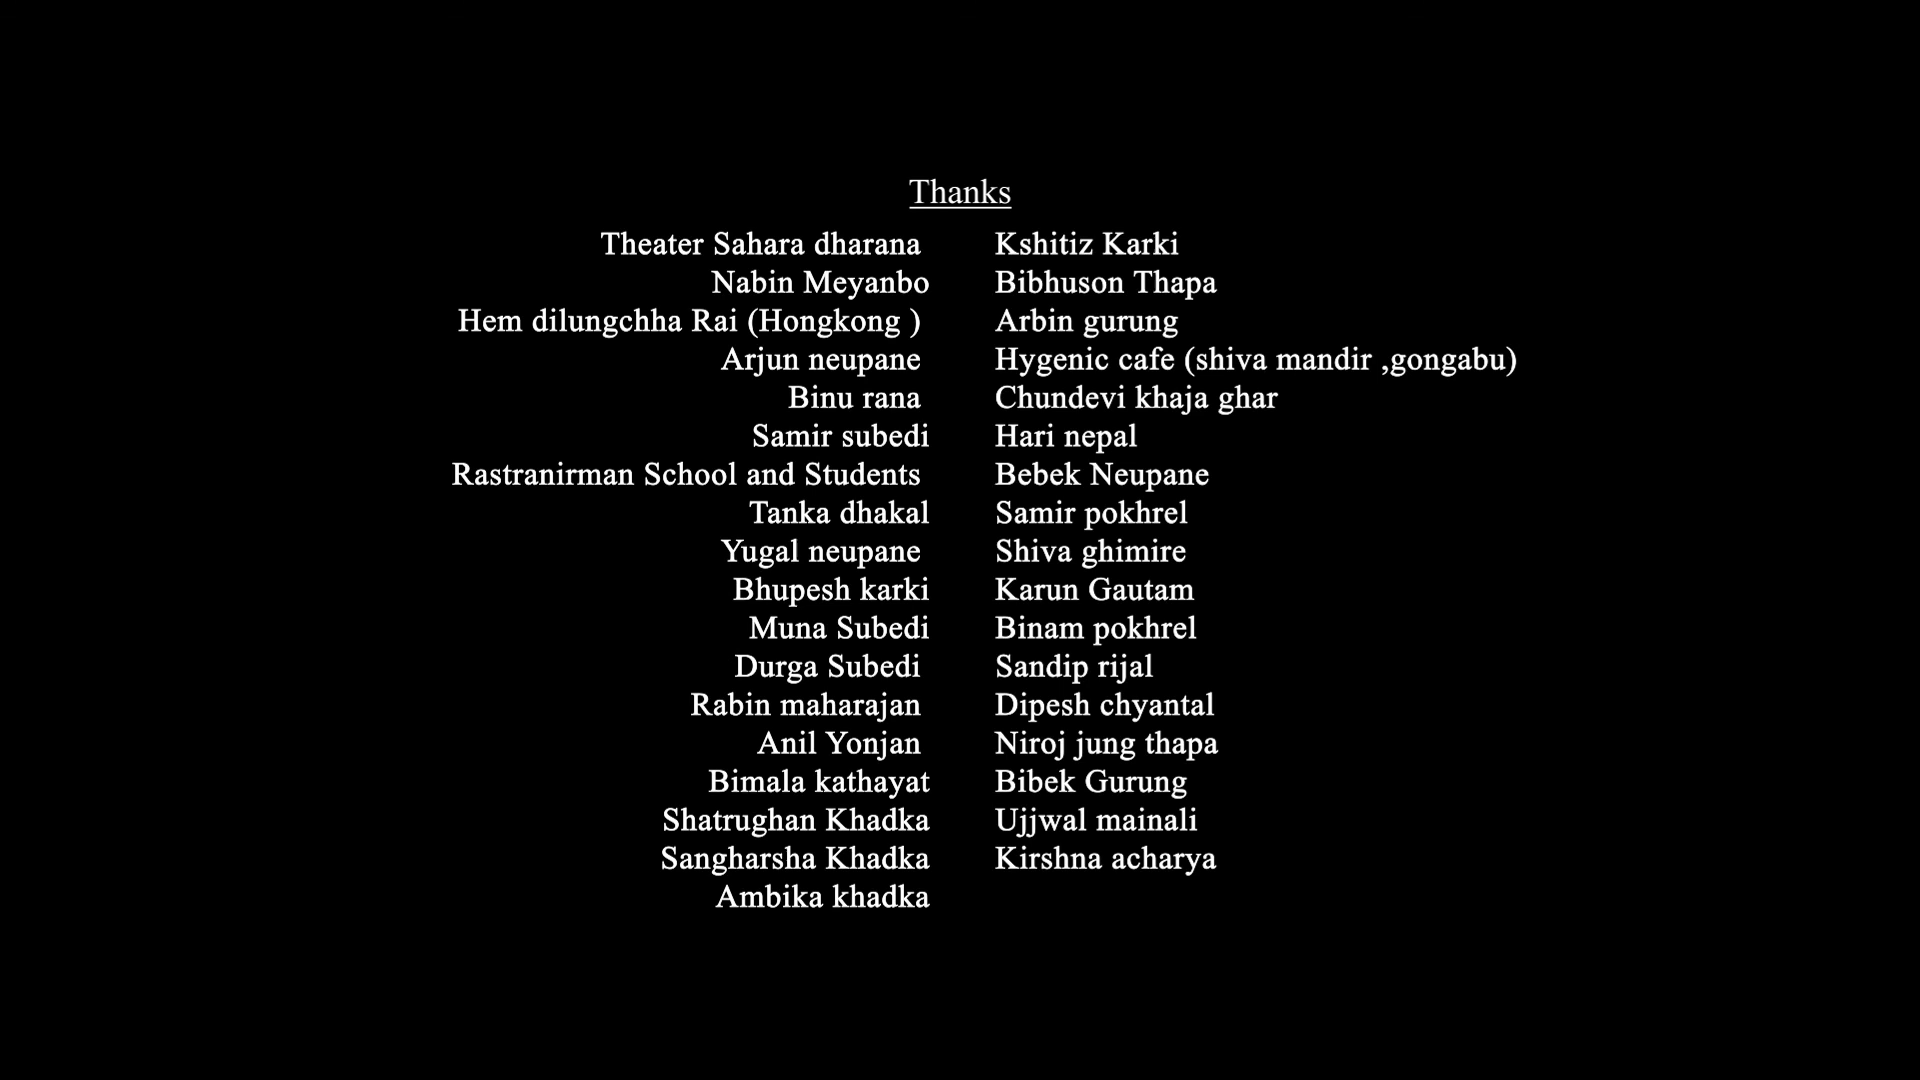 Thanks
Theater Sahara dharana
Nabin Meyanbo
Hem dilungchha Rai (Hongkong )
Arjun neupane
Binu rana
Samir subedi
Rastranirman School and Students
Tanka dhakal
Yugal neupane
Bhupesh karki
Muna Subedi
Durga Subedi
Rabin maharajan
Anil Yonjan
Bimala kathayat
Shatrughan Khadka
Sangharsha Khadka
Ambika khadka
Kshitiz Karki
Bibhuson Thapa
Arbin gurung
Hygenic cafe (shiva mandir ,gongabu)
Chundevi khaja ghar
Hari nepal
Bebek Neupane
Samir pokhrel
Shiva ghimire
Karun Gautam
Binam pokhrel
Sandip rijal
Dipesh chyantal
Niroj jung thapa
Bibek Gurung
Ujjwal mainali
Kirshna acharya